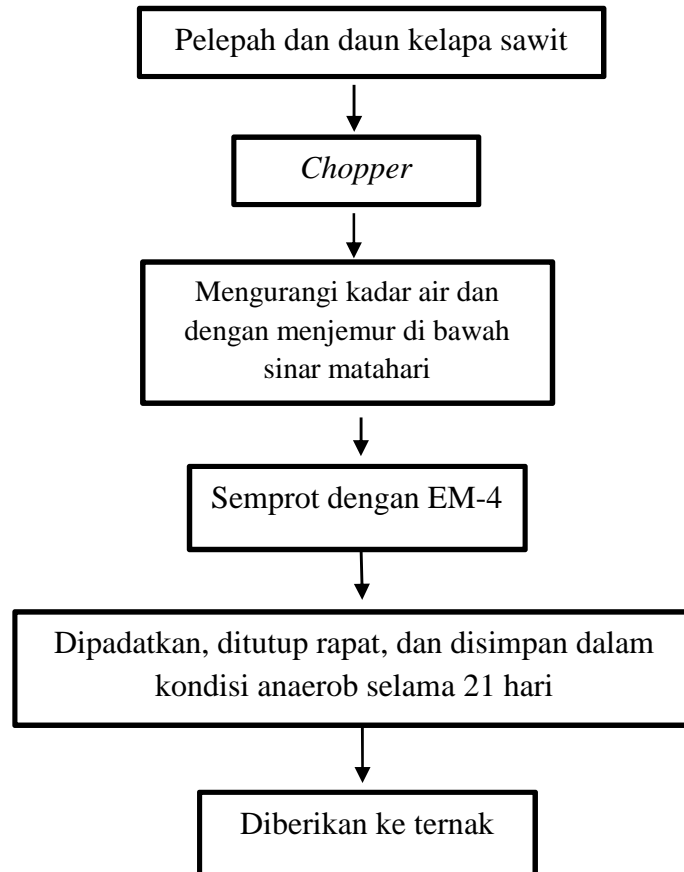 Pelepah dan daun kelapa sawit
Chopper
Mengurangi kadar air dan
dengan menjemur di bawah
sinar matahari
Semprot dengan EM-4
Dipadatkan, ditutup rapat, dan disimpan dalam
kondisi anaerob selama 21 hari
Diberikan ke ternak